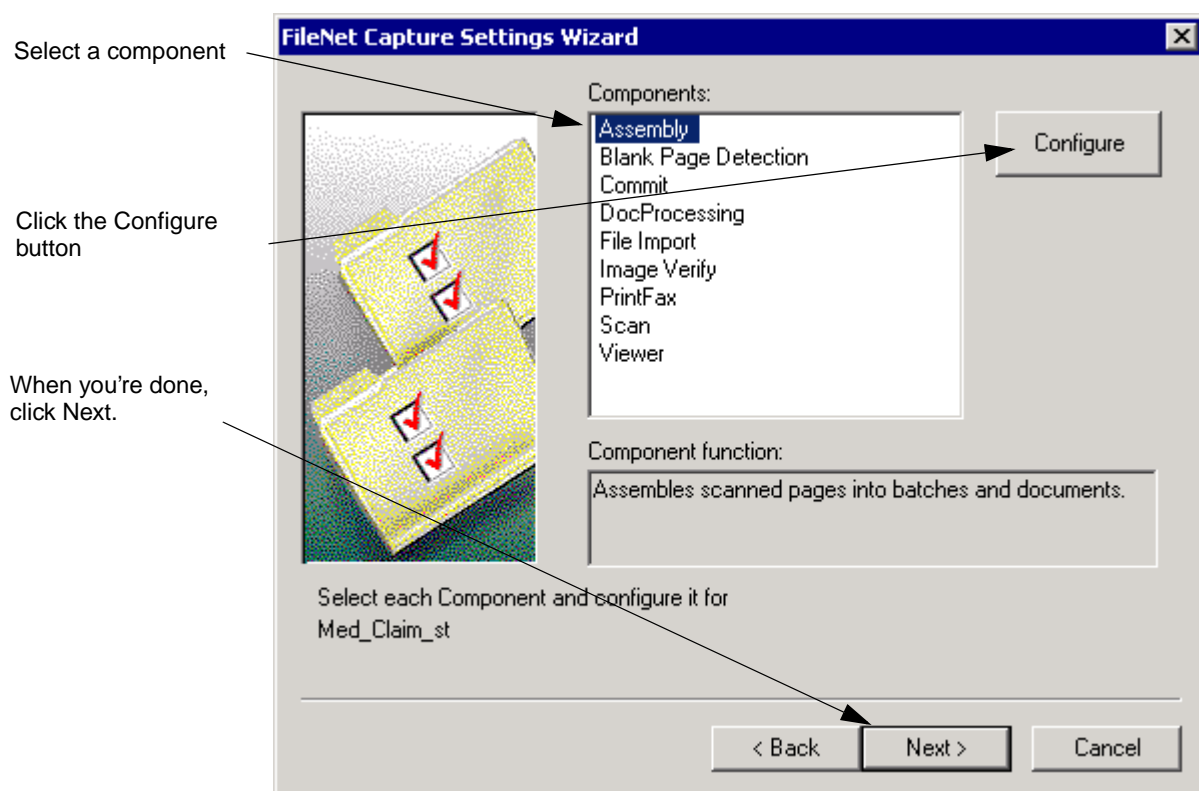 FileNet Capture Settings Wizard
Select a component
Components:
Assembly
Blank Page Detection
Commit
DocProcessing
File Import
Image Verify
PrintFax
Scan
Viewer
Configure
Click the Configure
button
When you're done,
click Next.
Component function:
Assembles scanned pages into batches and documents.
Select each Component and configure it for
Med_Claim_st
< Back
Next >
Cancel